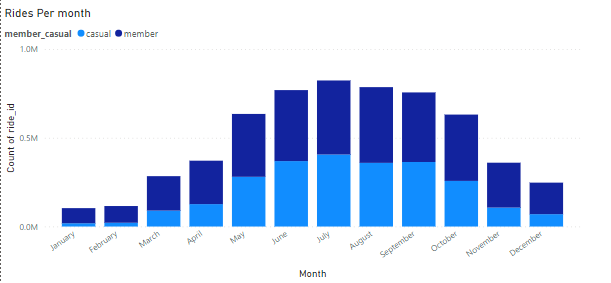 Rides Per month
member_casual casual member
1.0M
0.5M
0.0M
Count of ride_id
January February March April May June July August September October November December
Month